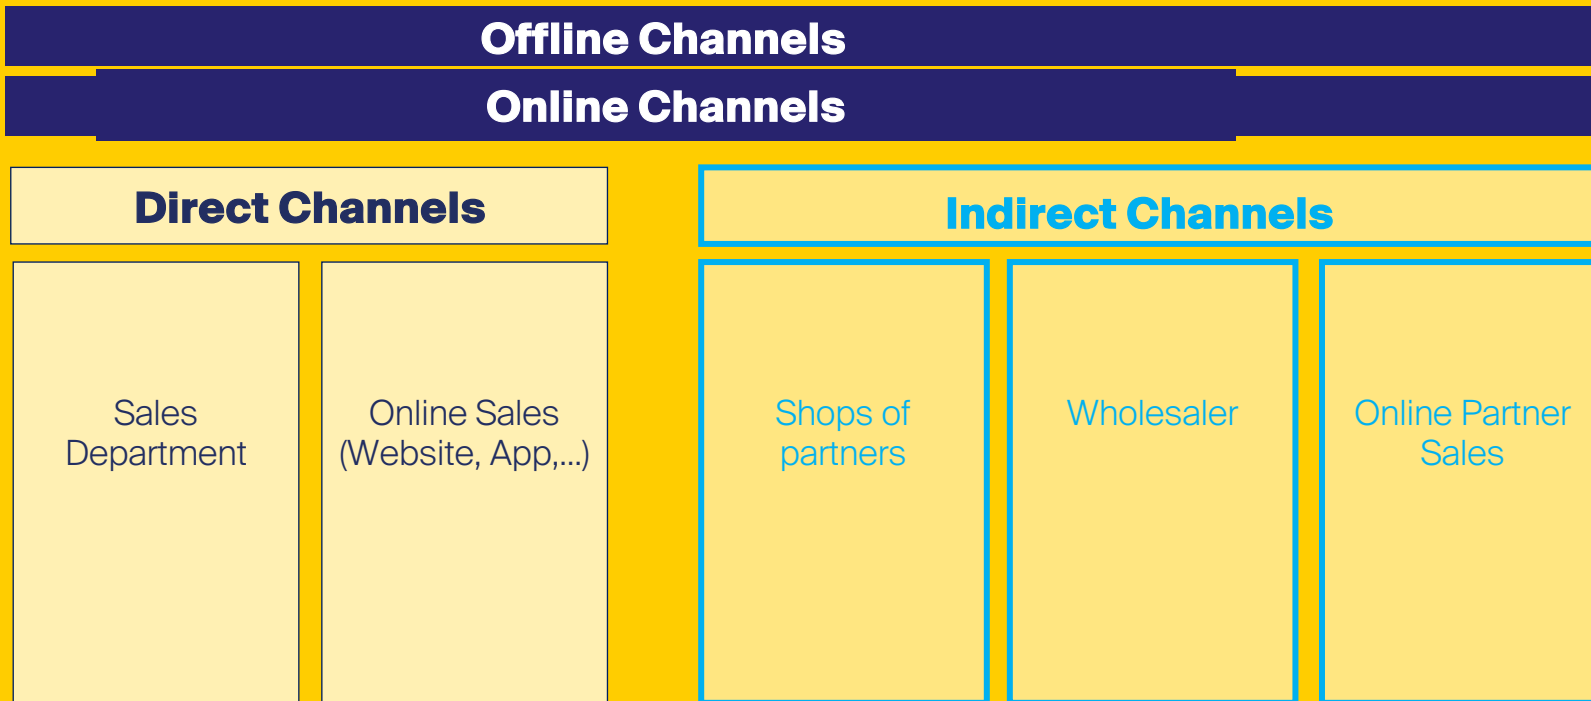 Offline Channels
Online Channels
Direct Channels
Indirect Channels
Sales
Department
Online Sales
(Website, App,...)
Shops of
partners
Wholesaler
Online Partner
Sales